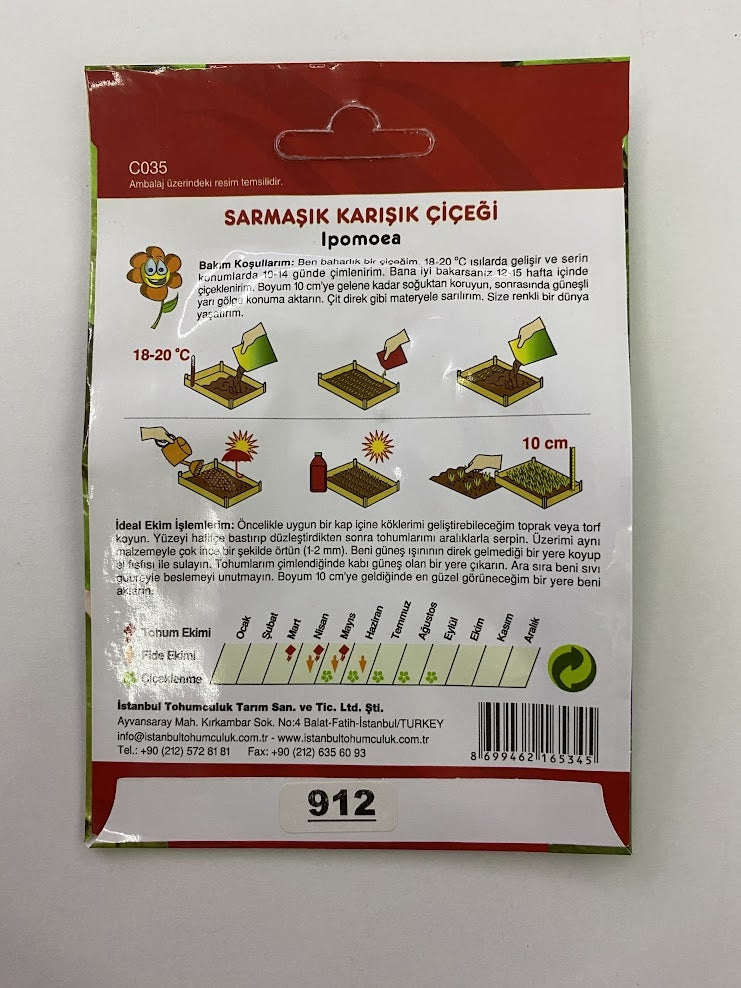 C035
Ambalaj üzerindeki resim temsilidir.
SARMAŞIK KARIŞIK ÇİÇEĞİ
Ipomoea
Bakım Koşullarım: Ben baharlık bir çiçeğim. 18-20 °C ısılarda gelişir ve serin
konumlarda 10-14 günde çimlenirim. Bana iyi bakarsanız 12-15 hafta içinde
çiçeklenirim. Boyum 10 cm'ye gelene kadar soğuktan koruyun, sonrasında güneşli
yarı gölge konuma aktarın. Çit direk gibi materyele sarılırım. Size renkli bir dünya
yaşatırım.
18-20 °C
10 cm
İdeal Ekim İşlemlerim: Öncelikle uygun bir kap içine köklerimi geliştirebileceğim toprak veya torf
koyun. Yüzeyi hafifçe bastırıp düzleştirdikten sonra tohumlarımı aralıklarla serpin. Üzerimi aynı
malzemeyle çok ince bir şekilde örtün (1-2 mm). Beni güneş ışınının direk gelmediği bir yere koyup
el fısfısı ile sulayın. Tohumlarım çimlendiğinde kabı güneş olan bir yere çıkarın. Ara sıra beni sıvı
gübreyle beslemeyi unutmayın. Boyum 10 cm'ye geldiğinde en güzel görüneceğim bir yere beni
aktarın.
Ocak Şubat Mart Nisan Mayıs Haziran Temmuz Ağustos Eylül Ekim Kasım Aralık
Tohum Ekimi
Fide Ekimi
Çiçeklenme
İstanbul Tohumculuk Tarım San. ve Tic. Ltd. Şti.
Ayvansaray Mah. Kırkambar Sok. No:4 Balat-Fatih-İstanbul/TURKEY
info@istanbultohumculuk.com.tr - www.istanbultohumculuk.com.tr
Tel.: +90 (212) 572 81 81 Fax: +90 (212) 635 60 93
8 699462 165345
912